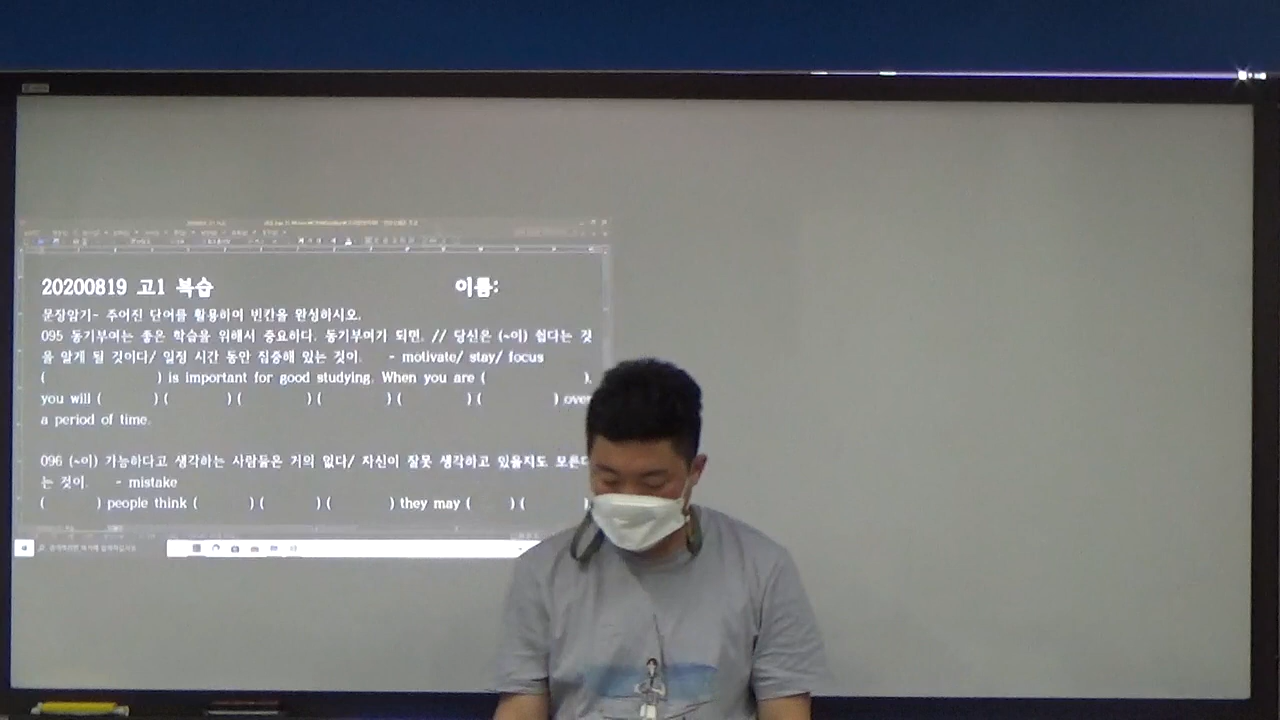 20200819 고1 복습 이름:
문장암기- 주어진 단어를 활용하여 빈칸을 완성하시오.
095 동기부여는 좋은 학습을 위해서 중요하다. 동기부여가 되면, // 당신은 (~이) 쉽다는 것
을 알게 될 것이다/ 일정 시간 동안 집중해 있는 것이. - motivate/ stay/ focus
( ) is important for good studying. When you are ( ),
you will ( ) ( ) ( ) ( ) ( ) ( ) over
a period of time.
096 (~이) 가능하다고 생각하는 사람들은 거의 없다/ 자신이 잘못 생각하고 있을지도 모른다
는 것이. - mistake
( ) people think ( ) ( ) ( ) they may ( ) (